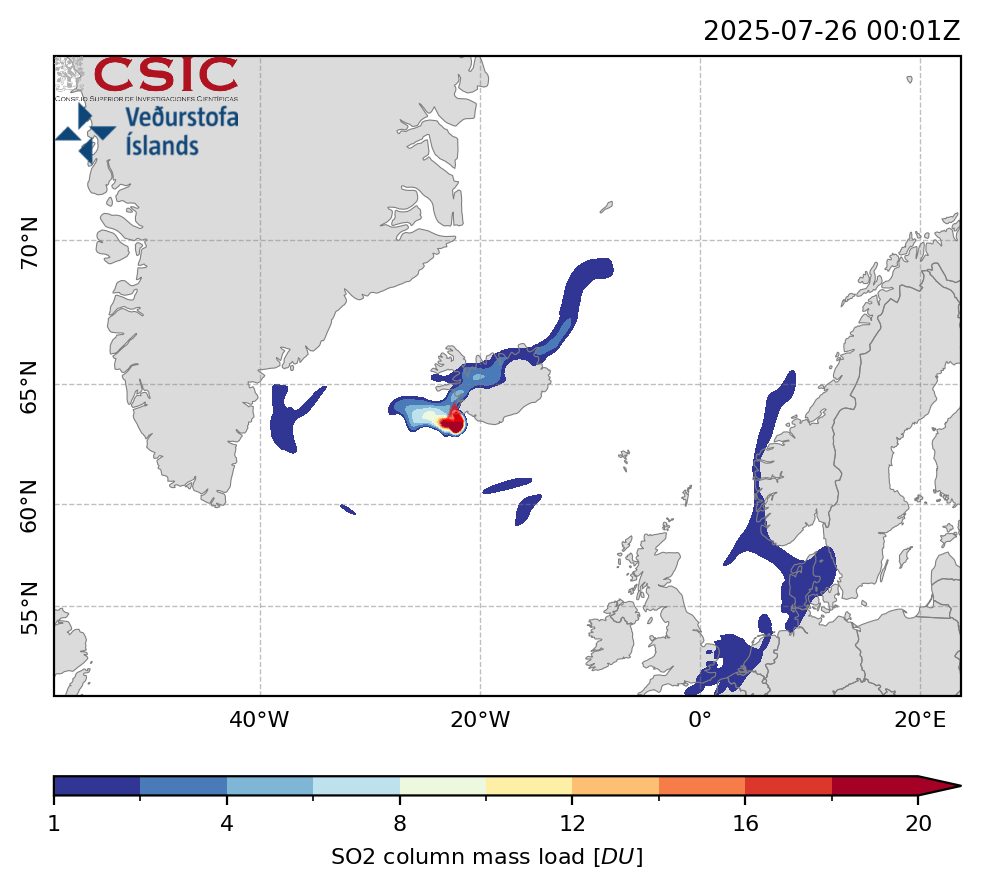 2025-07-26 00:01Z
CSIC
CONSEJO SUPERIOR DE INVESTIGACIONES CIENTÍFICAS
Veðurstofa
Íslands
70°N
65°N
60°N
55°N
40°W 20°W 0° 20°E
1 4 8 12 16 20
SO2 column mass load [DU]